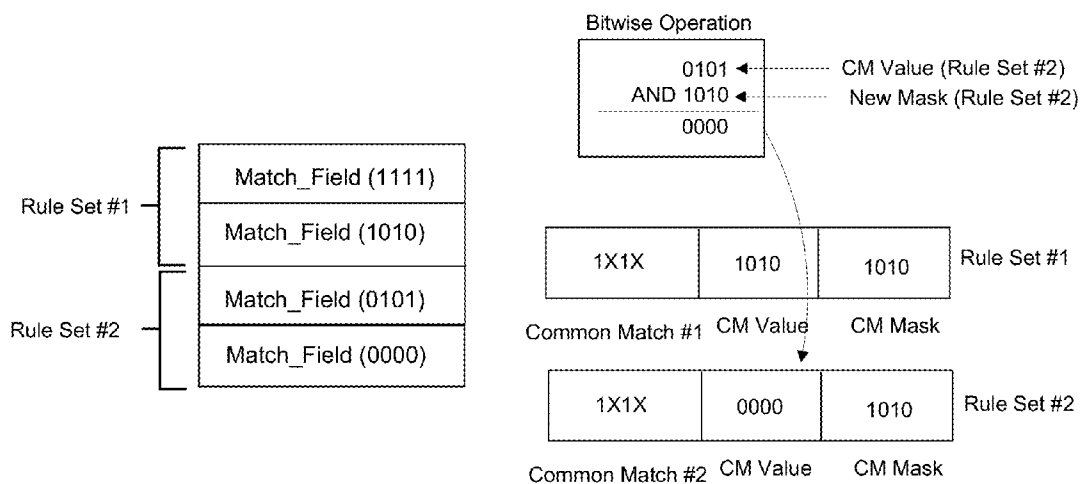 Bitwise Operation
0101
CM Value (Rule Set #2)
AND 1010
New Mask (Rule Set #2)
0000
Rule Set #1
Match_Field (1111)
Match_Field (1010)
Rule Set #2
Match_Field (0101)
Match_Field (0000)
1X1X
1010
1010
Rule Set #1
Common Match #1
CM Value
CM Mask
1X1X
0000
1010
Rule Set #2
Common Match #2
CM Value
CM Mask